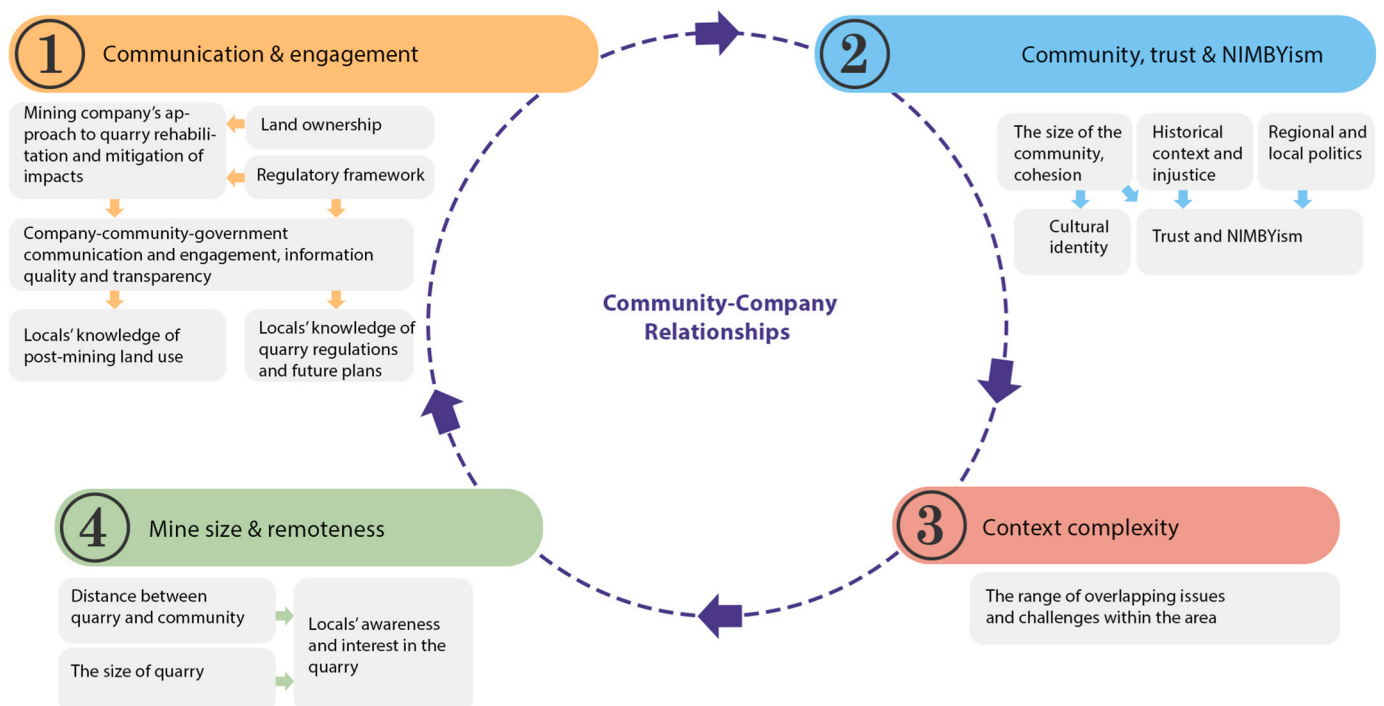 1
Communication & engagement
Mining company's ap-
proach to quarry rehabili-
tation and mitigation of
impacts
Land ownership
Regulatory framework
Company-community-government
communication and engagement, information
quality and transparency
Locals' knowledge of
post-mining land use
Locals' knowledge of
quarry regulations
and future plans
2
Community, trust & NIMBYism
The size of the
community,
cohesion
Historical
context and
injustice
Regional and
local politics
Cultural
identity
Trust and NIMBYism
Community-Company
Relationships
3
Context complexity
The range of overlapping issues
and challenges within the area
4
Mine size & remoteness
Distance between
quarry and community
The size of quarry
Locals' awareness
and interest in the
quarry